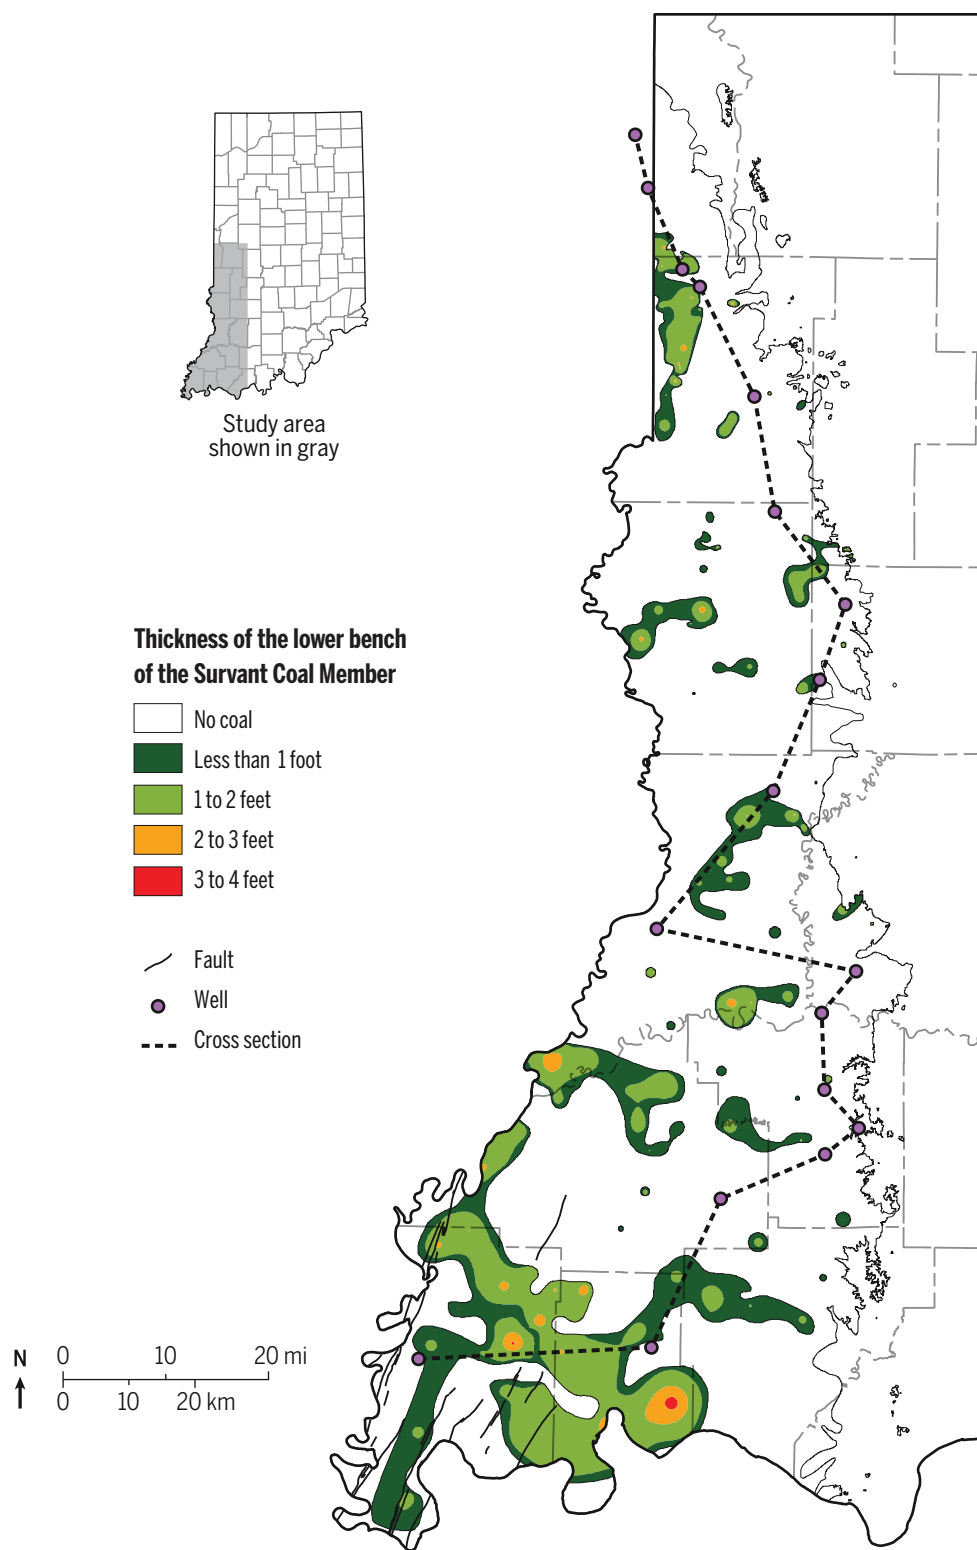 Study area
shown in gray
Thickness of the lower bench
of the Survant Coal Member
No coal
Less than 1 foot
1 to 2 feet
2 to 3 feet
3 to 4 feet
Fault
Well
Cross section
N
0 10 20 mi
0 10 20 km